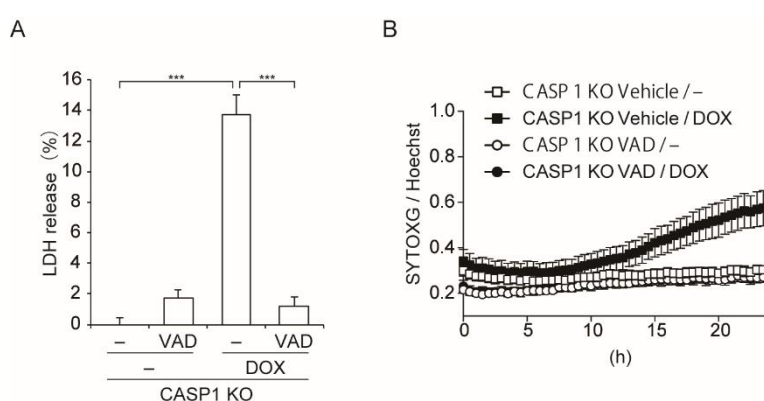 A
LDH release (%)
16
14
12
10
8
6
4
2
0
***
***
–
VAD
–
VAD
–
DOX
CASP1 KO
B
CASP 1 KO Vehicle / –
CASP1 KO Vehicle / DOX
CASP 1 KO VAD / –
CASP1 KO VAD / DOX
SYTOXG / Hoechst
1.0
0.8
0.6
0.4
0.2
0 5 10 15 20
(h)